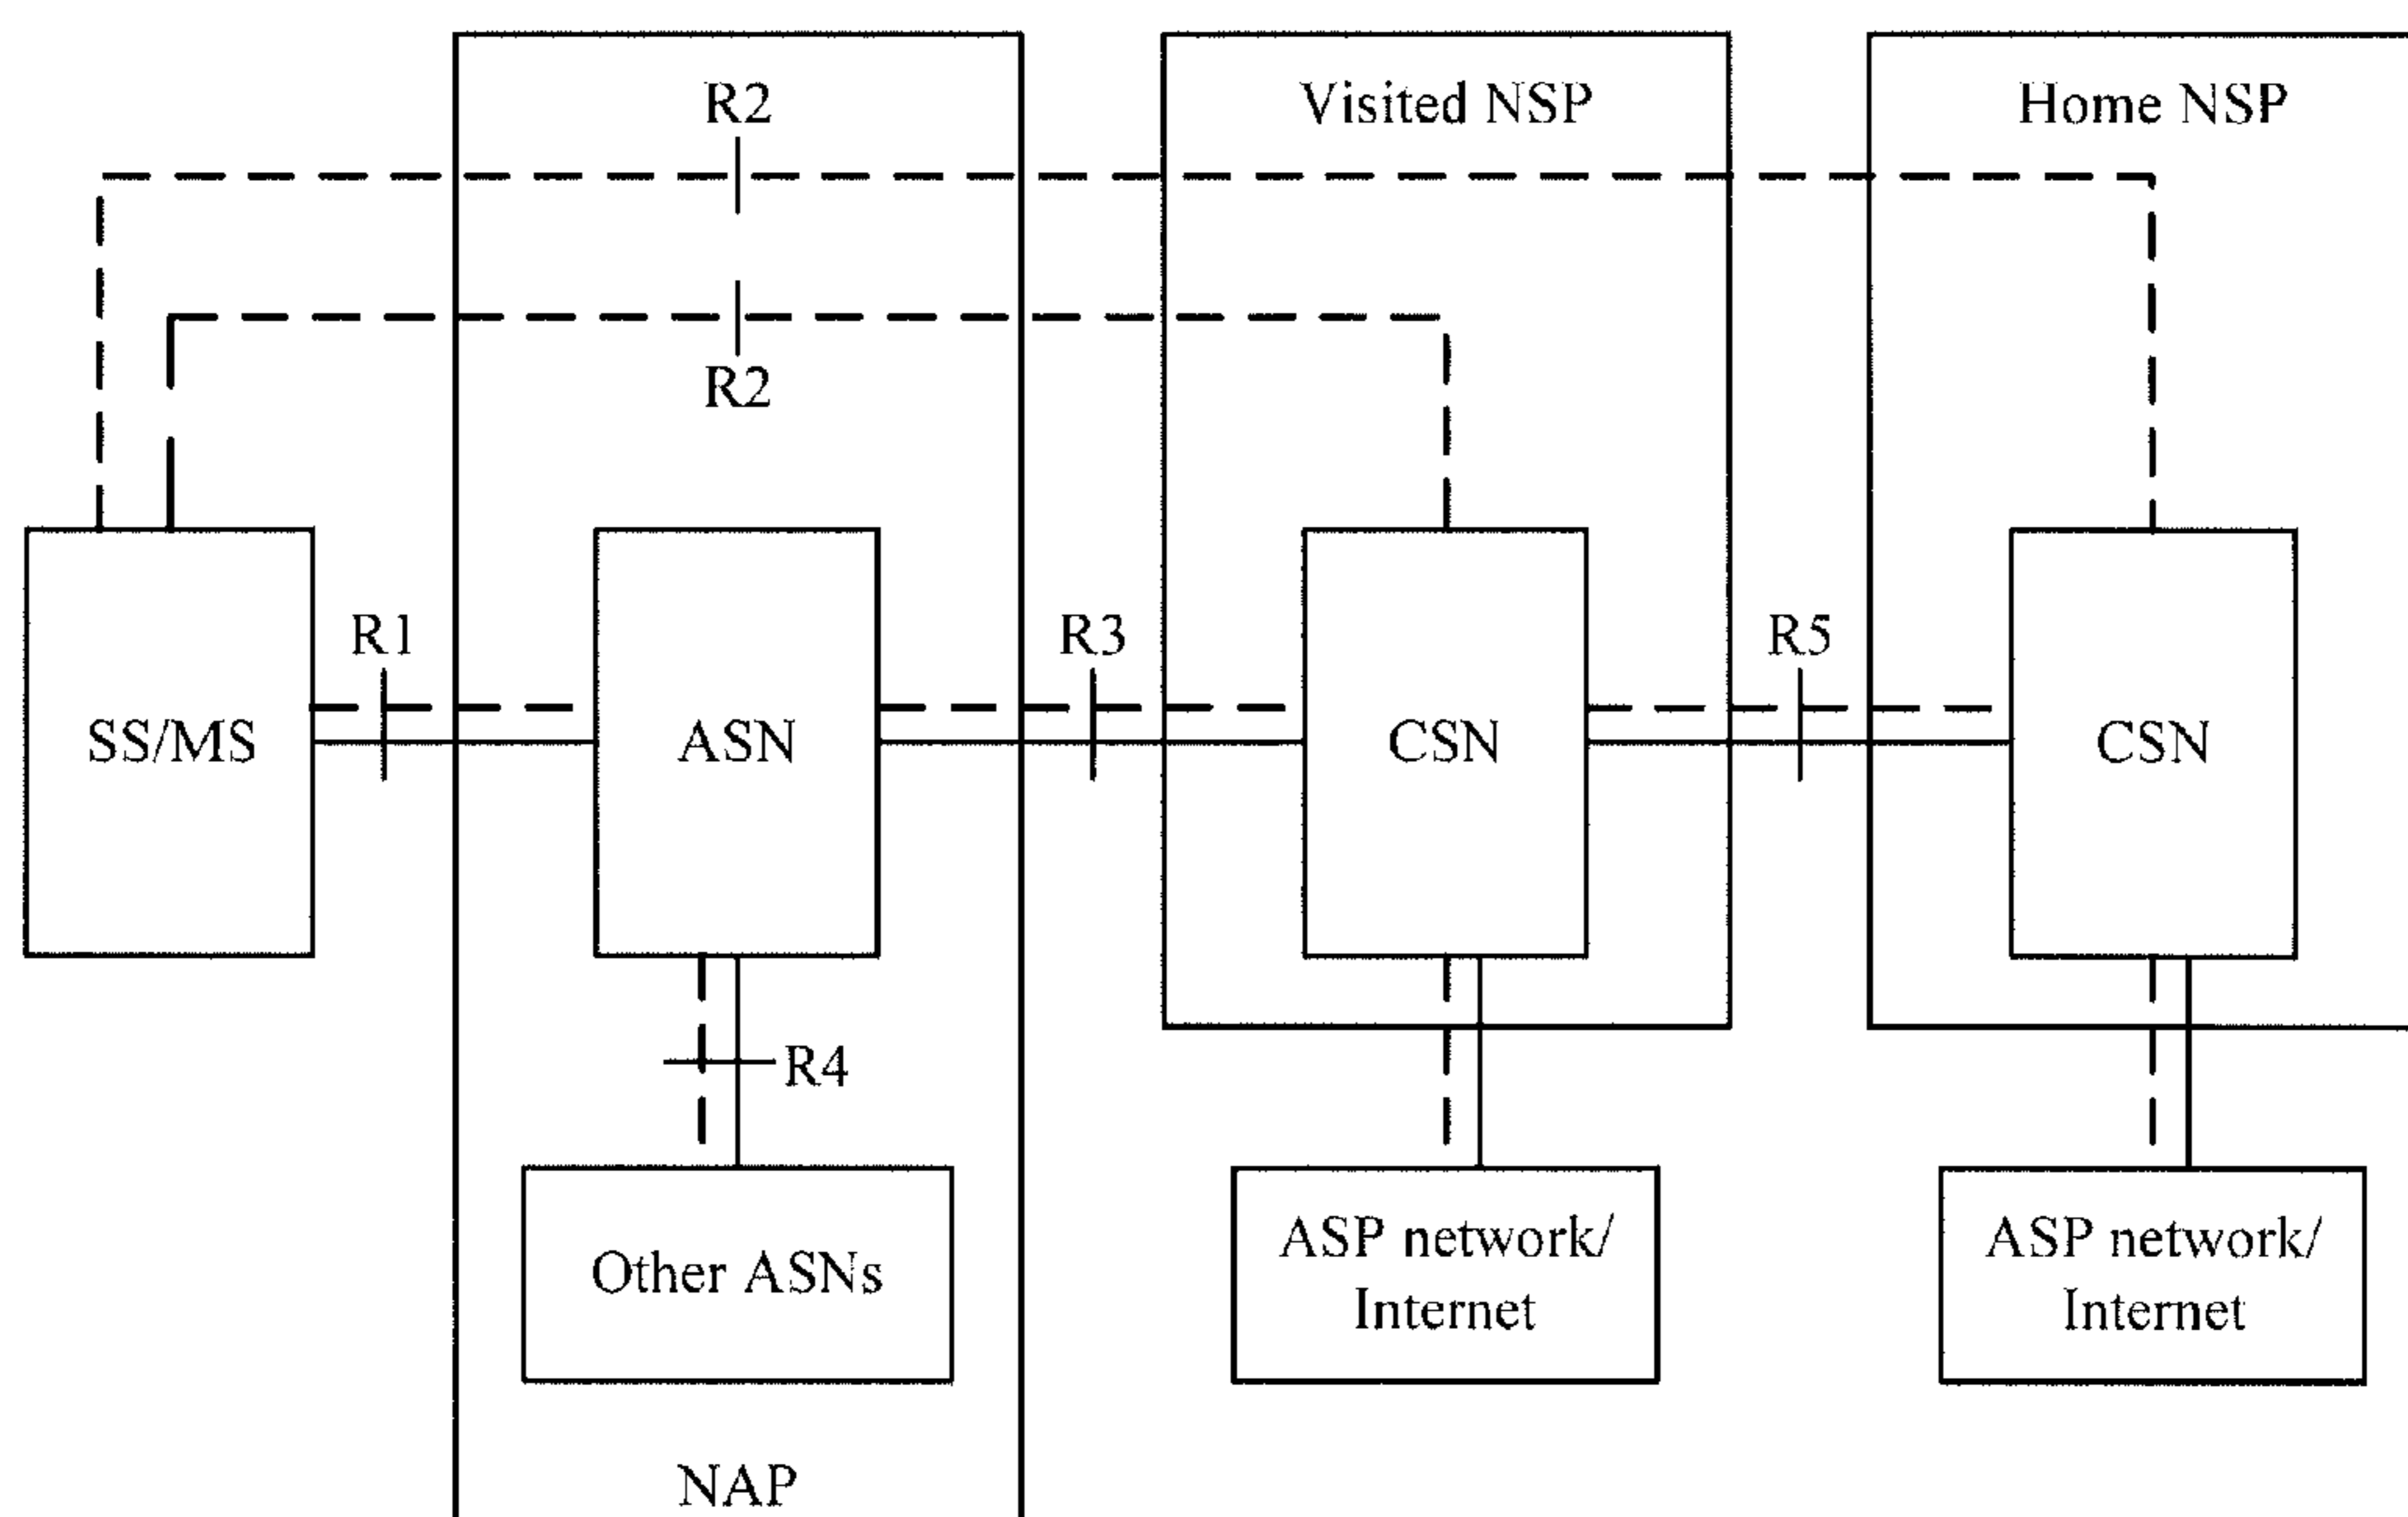 R2
Visited NSP
Home NSP
R2
R1
R3
R5
SS/MS
ASN
CSN
CSN
R4
Other ASNs
ASP network/
Internet
ASP network/
Internet
NAP